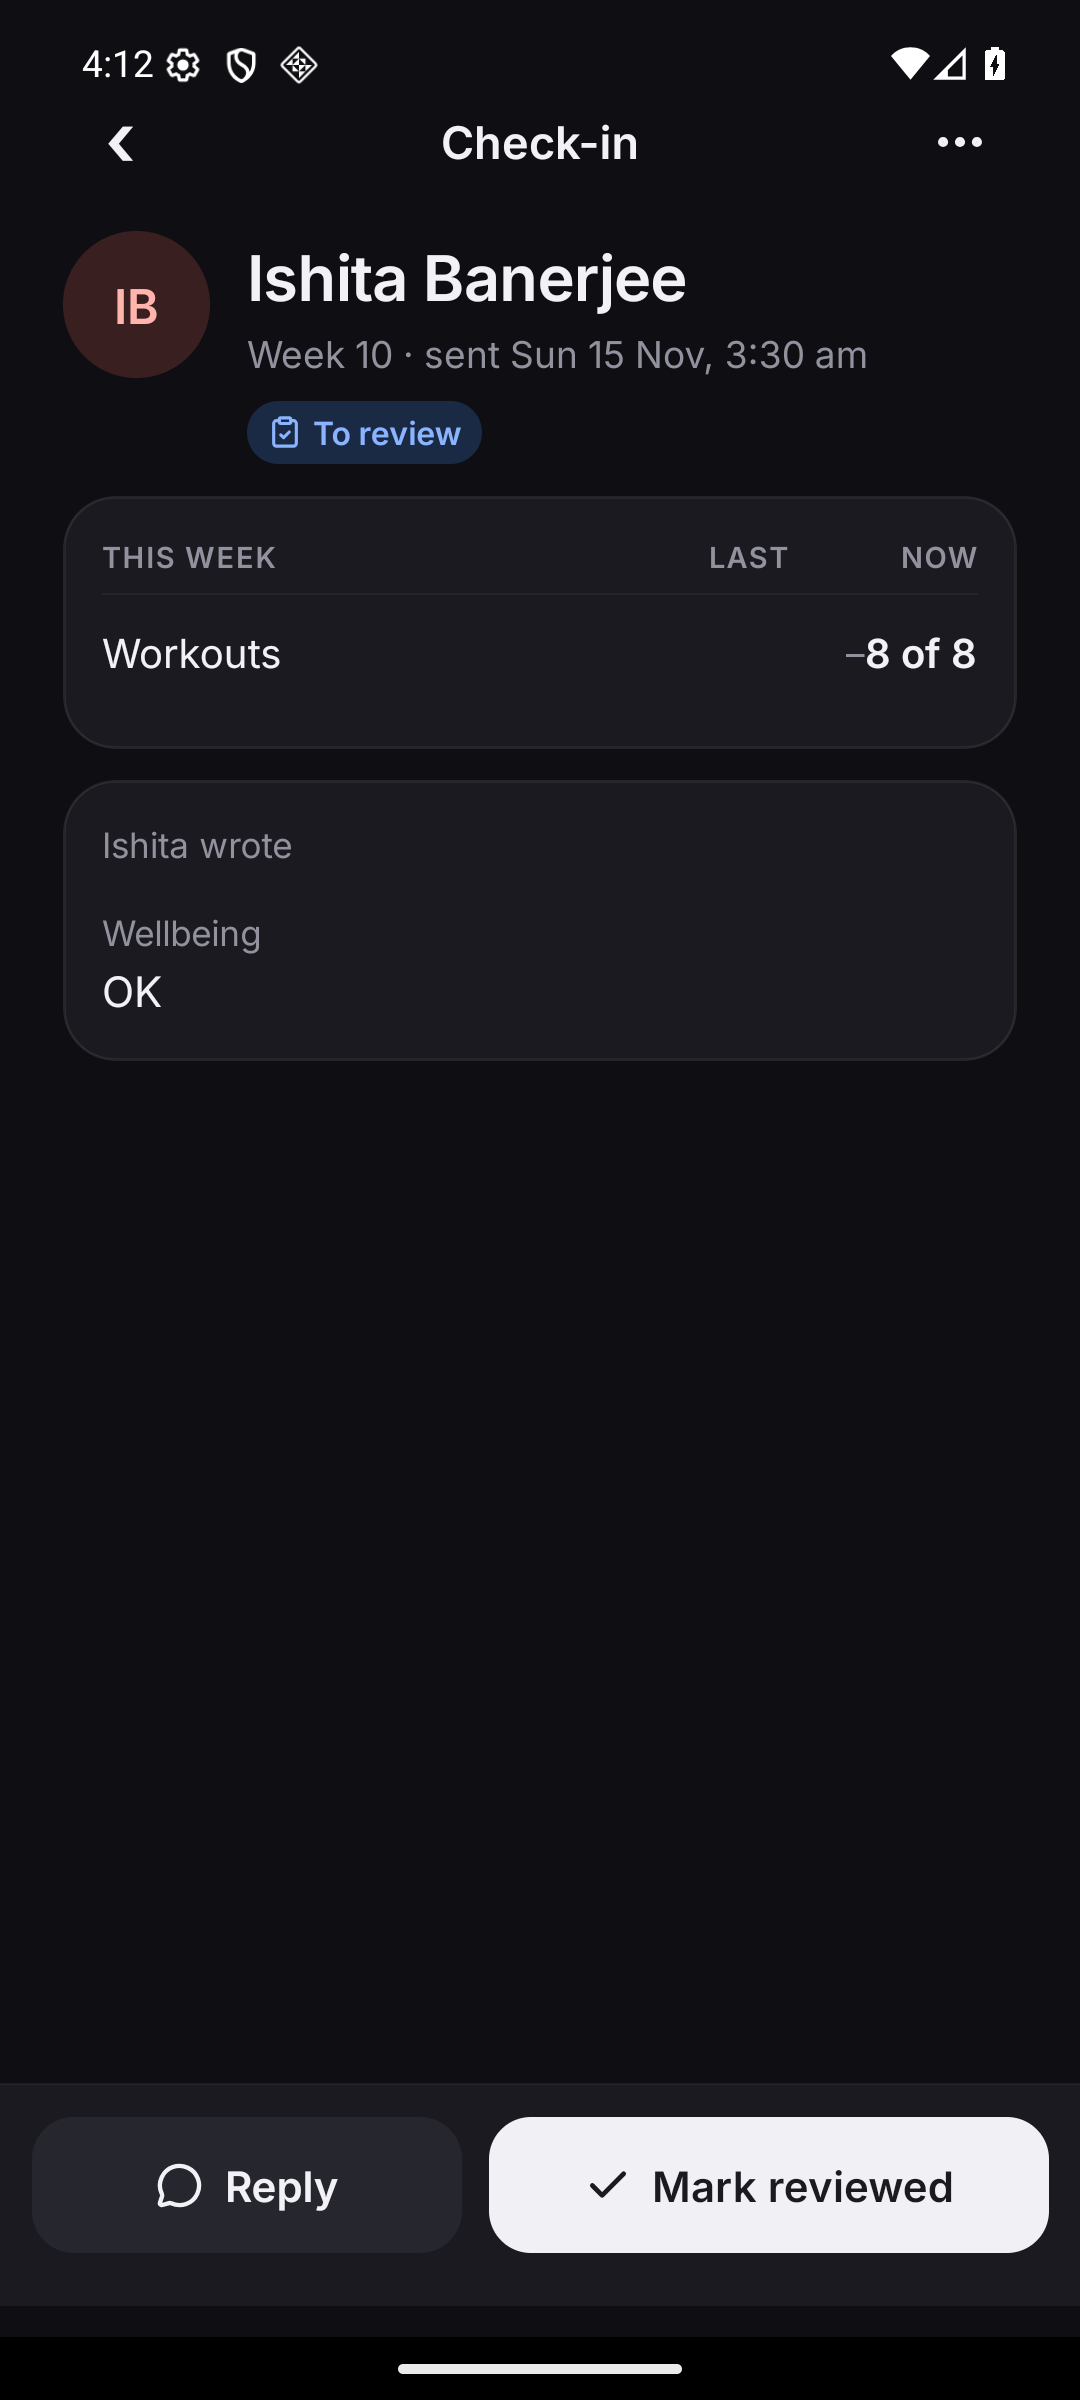 4:12
Check-in
IB
Ishita Banerjee
Week 10 · sent Sun 15 Nov, 3:30 am
To review
THIS WEEK LAST NOW
Workouts –8 of 8
Ishita wrote
Wellbeing
OK
Reply Mark reviewed